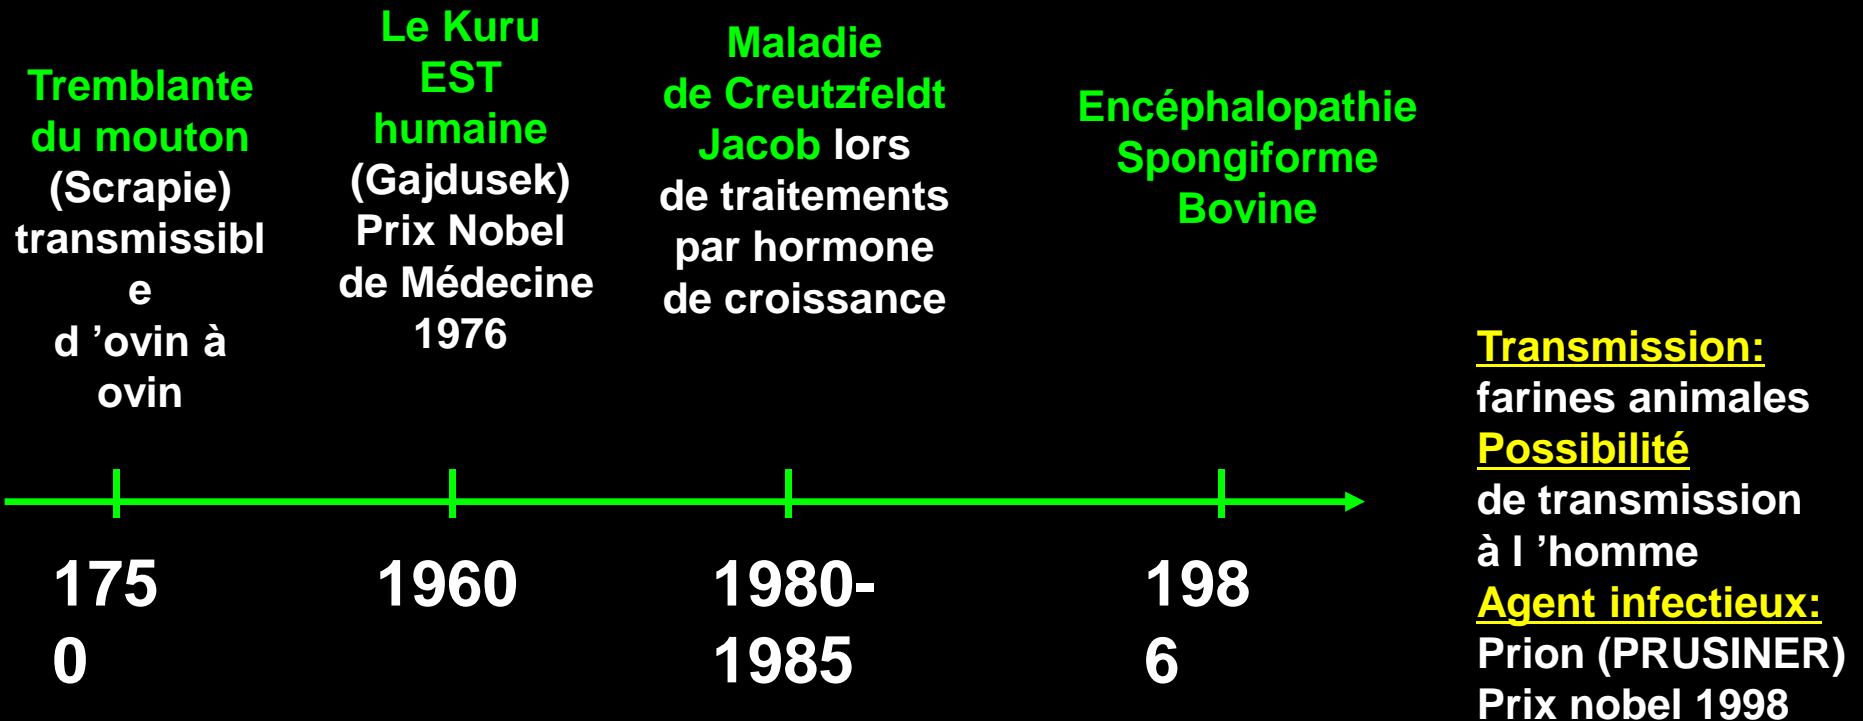 Tremblante
du mouton
(Scrapie)
transmissibl
e
d ’ovin à
ovin
Le Kuru
EST
humaine
(Gajdusek)
Prix Nobel
de Médecine
1976
Maladie
de Creutzfeldt
Jacob lors
de traitements
par hormone
de croissance
Encéphalopathie
Spongiforme
Bovine
175
0
1960
1980-
1985
198
6
Transmission:
farines animales
Possibilité
de transmission
à l ’homme
Agent infectieux:
Prion (PRUSINER)
Prix nobel 1998